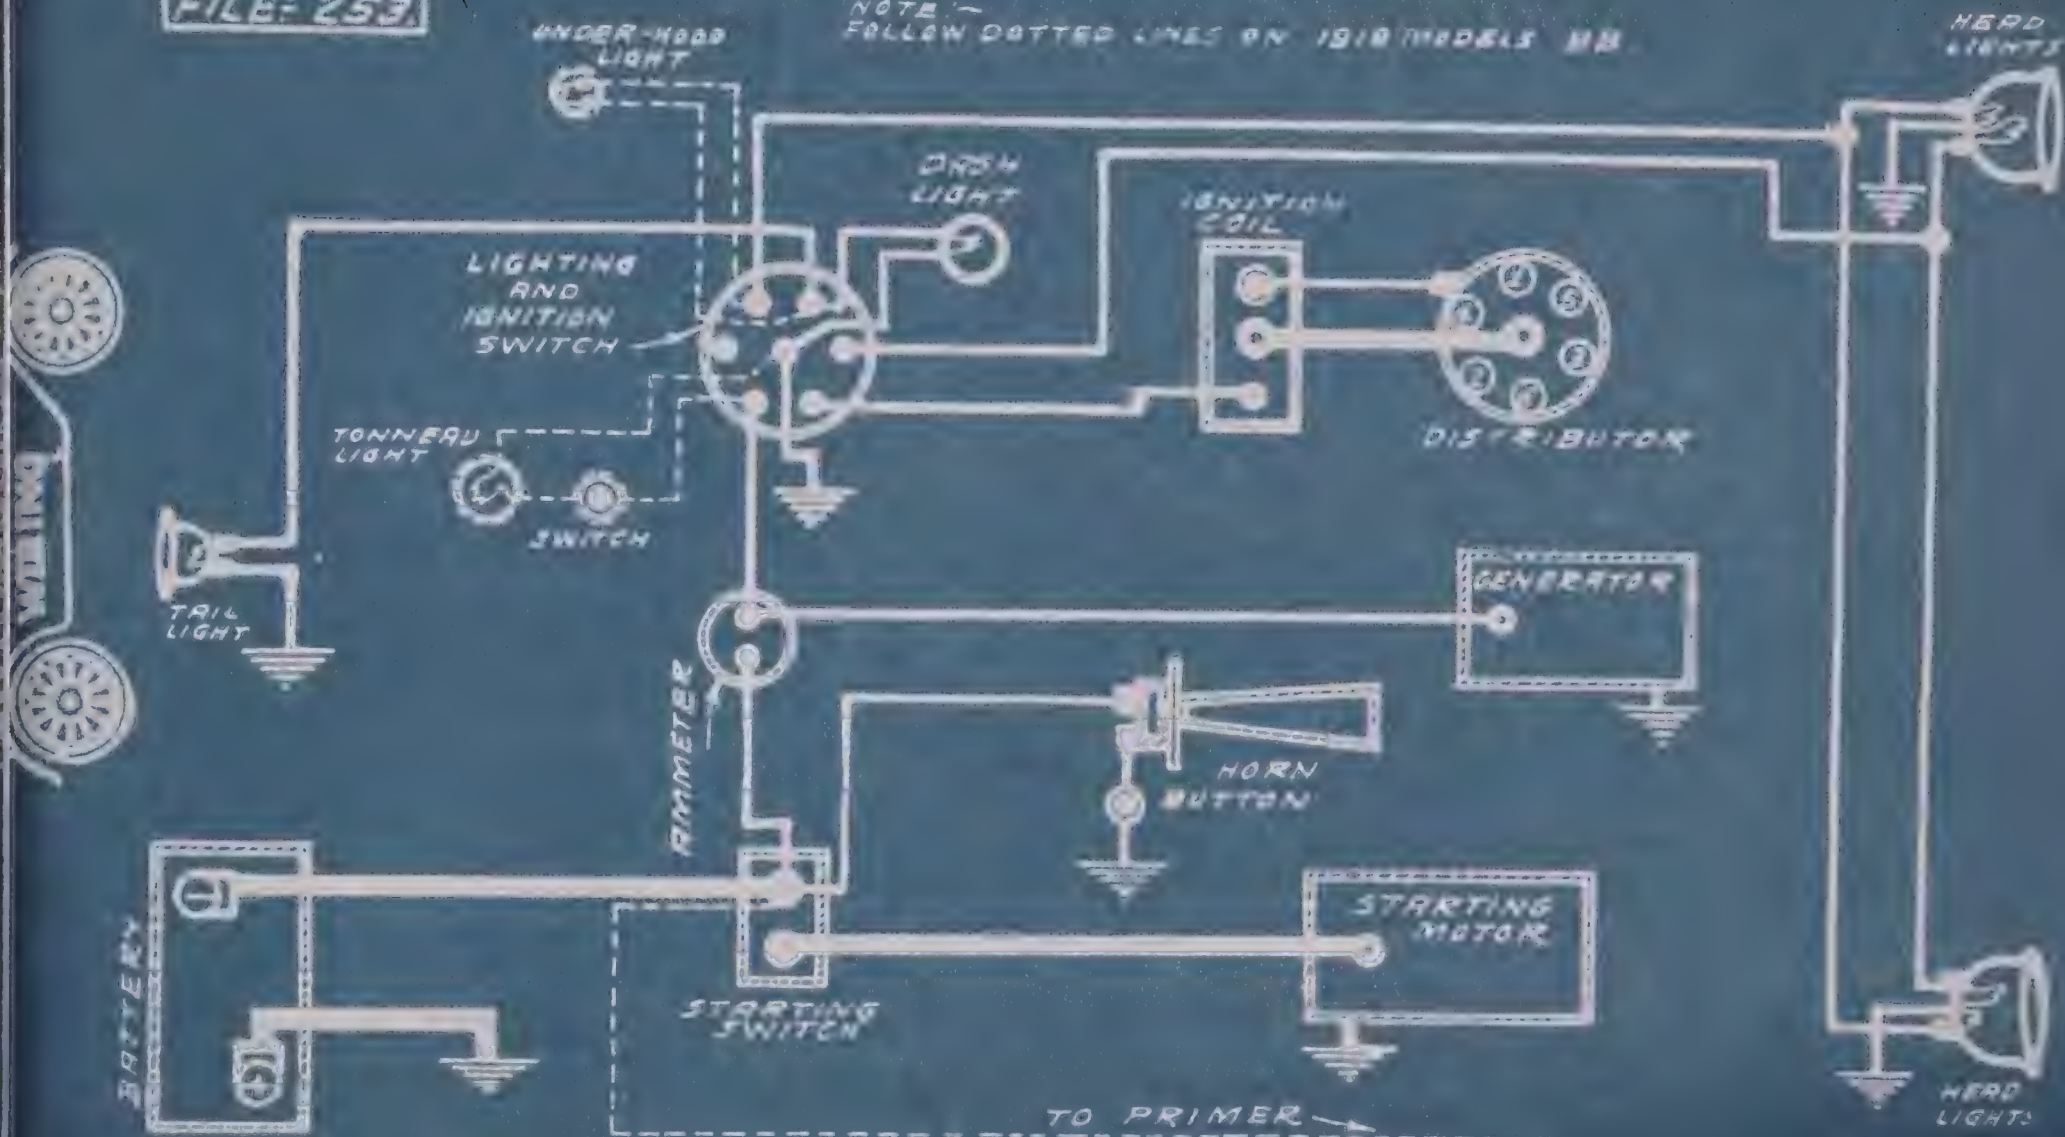 FILE-253.
NOTE:-
FOLLOW DOTTED LINES ON 1919 MODELS
UNDER-HOOD
LIGHT
HEAD
LIGHTS
DASH
LIGHT
IGNITION
COIL
LIGHTING
AND
IGNITION
SWITCH
TONNEAU
LIGHT
SWITCH
DISTRIBUTOR
TAIL
LIGHT
GENERATOR
AMMETER
HORN
BUTTON
STARTING
MOTOR
BATTERY
STARTING
SWITCH
HEAD
LIGHTS
TO PRIMER